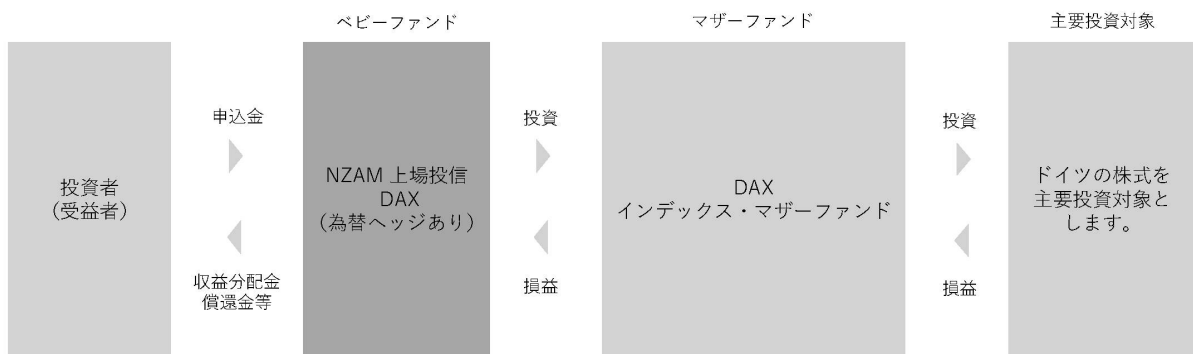 ベビーファンド
マザーファンド
主要投資対象
投資者
（受益者）
申込金
収益分配金
償還金等
NZAM 上場投信
DAX
（為替ヘッジあり）
投資
損益
DAX
インデックス・マザーファンド
投資
損益
ドイツの株式を
主要投資対象と
します。